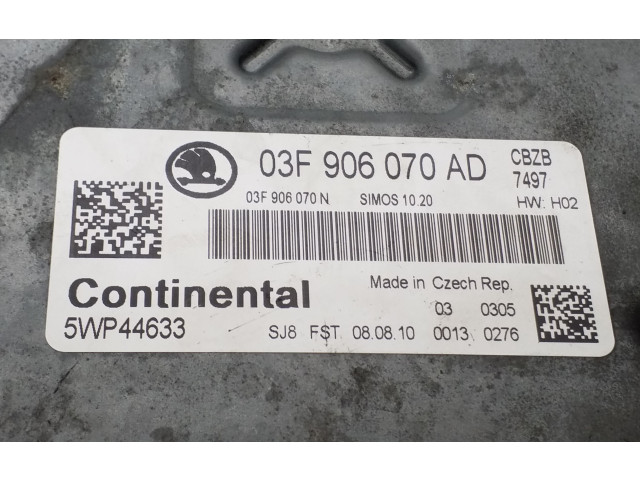 03F 906 070 AD CBZB
7497
03F 906 070 N SIMOS 10.20 HW: H02
Continental Made in Czech Rep.
03 0305
5WP44633 SJ8 FST 08.08.10 0013 0276